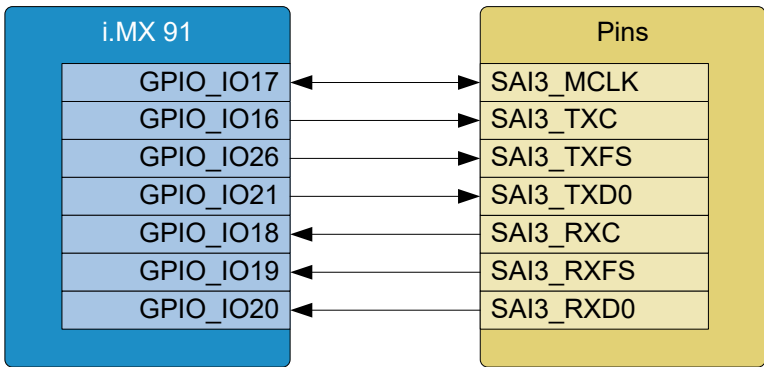 i.MX 91 Pins
GPIO_IO17 SAI3_MCLK
GPIO_IO16 SAI3_TXC
GPIO_IO26 SAI3_TXFS
GPIO_IO21 SAI3_TXD0
GPIO_IO18 SAI3_RXC
GPIO_IO19 SAI3_RXFS
GPIO_IO20 SAI3_RXD0